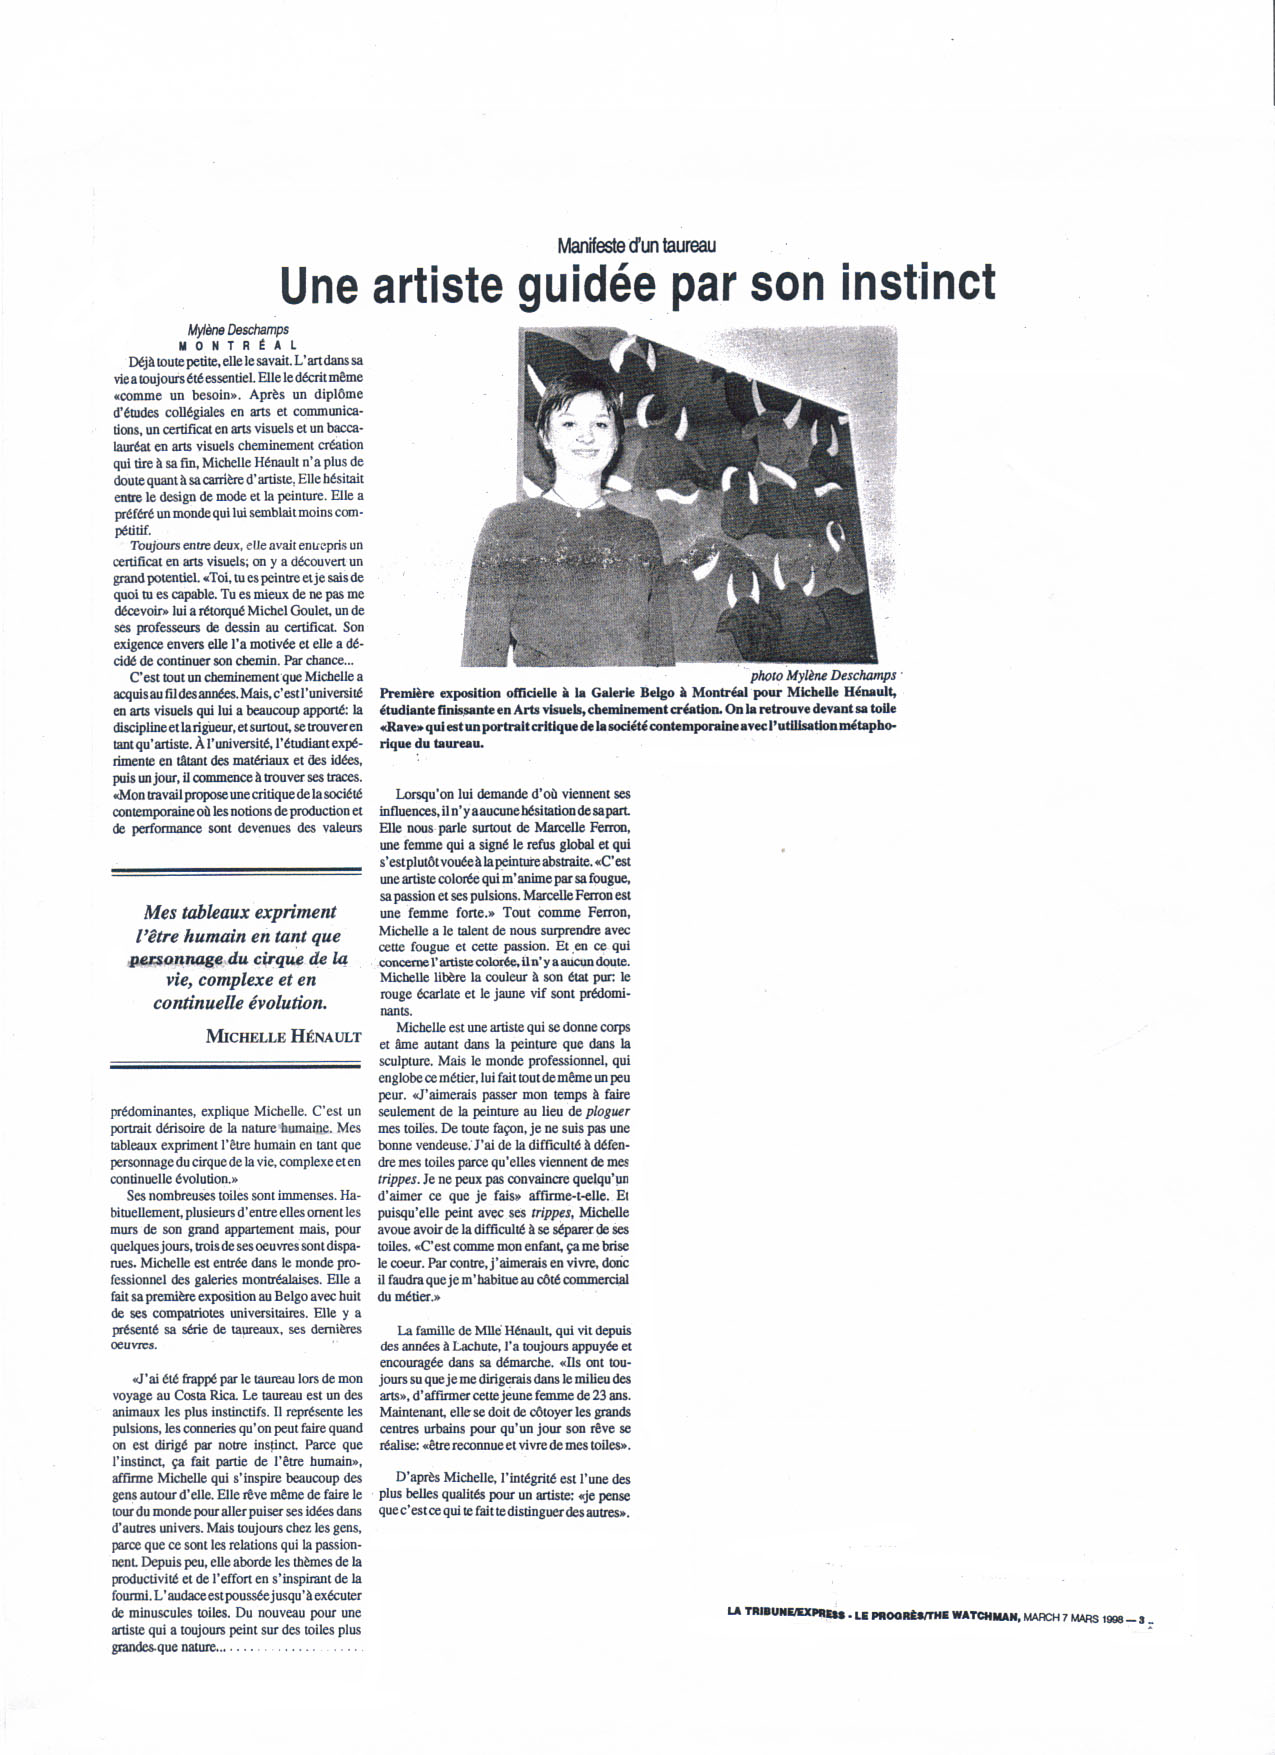 Manifeste d'un taureau
Une artiste guidée par son instinct
Mylène Deschamps
MONTRÉAL
Déjà toute petite, elle le savait. L'art dans sa
vie a toujours été essentiel. Elle le décrit même
«comme un besoin». Après un diplôme
d'études collégiales en arts et communica-
tions, un certificat en arts visuels et un bacca-
lauréat en arts visuels cheminement création
qui tire à sa fin, Michelle Hénault n'a plus de
doute quant à sa carrière d'artiste. Elle hésitait
entre le design de mode et la peinture. Elle a
préféré un monde qui lui semblait moins com-
pétitif.
Toujours entre deux, elle avait entrepris un
certificat en arts visuels; on y a découvert un
grand potentiel. «Toi, tu es peintre et je sais de
quoi tu es capable. Tu es mieux de ne pas me
décevoir» lui a rétorqué Michel Goulet, un de
ses professeurs de dessin au certificat. Son
exigence envers elle l'a motivée et elle a dé-
cidé de continuer son chemin. Par chance...
C'est tout un cheminement que Michelle a
acquis au fil des années. Mais, c'est l'université
en arts visuels qui lui a beaucoup apporté: la
discipline et la rigueur, et surtout, se trouver en
tant qu'artiste. À l'université, l'étudiant expé-
rimente en tâtant des matériaux et des idées,
puis un jour, il commence à trouver ses traces.
«Mon travail propose une critique de la société
contemporaine où les notions de production et
de performance sont devenues des valeurs
Mes tableaux expriment
l'être humain en tant que
personnage du cirque de la
vie, complexe et en
continuelle évolution.
MICHELLE HÉNAULT
prédominantes, explique Michelle. C'est un
portrait dérisoire de la nature humaine. Mes
tableaux expriment l'être humain en tant que
personnage du cirque de la vie, complexe et en
continuelle évolution.»
Ses nombreuses toiles sont immenses. Ha-
bituellement, plusieurs d'entre elles ornent les
murs de son grand appartement mais, pour
quelques jours, trois de ses oeuvres sont dispa-
rues. Michelle est entrée dans le monde pro-
fessionnel des galeries montréalaises. Elle a
fait sa première exposition au Belgo avec huit
de ses compatriotes universitaires. Elle y a
présenté sa série de taureaux, ses dernières
oeuvres.
«J'ai été frappé par le taureau lors de mon
voyage au Costa Rica. Le taureau est un des
animaux les plus instinctifs. Il représente les
pulsions, les conneries qu'on peut faire quand
on est dirigé par notre instinct. Parce que
l'instinct, ça fait partie de l'être humain»,
affirme Michelle qui s'inspire beaucoup des
gens autour d'elle. Elle rêve même de faire le
tour du monde pour aller puiser ses idées dans
d'autres univers. Mais toujours chez les gens,
parce que ce sont les relations qui la passion-
nent. Depuis peu, elle aborde les thèmes de la
productivité et de l'effort en s'inspirant de la
fourmi. L'audace est poussée jusqu'à exécuter
de minuscules toiles. Du nouveau pour une
artiste qui a toujours peint sur des toiles plus
grandes que nature...
photo Mylène Deschamps
Première exposition officielle à la Galerie Belgo à Montréal pour Michelle Hénault,
étudiante finissante en Arts visuels, cheminement création. On la retrouve devant sa toile
«Rave» qui est un portrait critique de la société contemporaine avec l'utilisation métapho-
rique du taureau.
Lorsqu'on lui demande d'où viennent ses
influences, il n'y a aucune hésitation de sa part.
Elle nous parle surtout de Marcelle Ferron,
une femme qui a signé le refus global et qui
s'est plutôt vouée à la peinture abstraite. «C'est
une artiste colorée qui m'anime par sa fougue,
sa passion et ses pulsions. Marcelle Ferron est
une femme forte.» Tout comme Ferron,
Michelle a le talent de nous surprendre avec
cette fougue et cette passion. Et en ce qui
concerne l'artiste colorée, il n'y a aucun doute.
Michelle libère la couleur à son état pur: le
rouge écarlate et le jaune vif sont prédomi-
nants.
Michelle est une artiste qui se donne corps
et âme autant dans la peinture que dans la
sculpture. Mais le monde professionnel, qui
englobe ce métier, lui fait tout de même un peu
peur. «J'aimerais passer mon temps à faire
seulement de la peinture au lieu de ploguer
mes toiles. De toute façon, je ne suis pas une
bonne vendeuse. J'ai de la difficulté à défen-
dre mes toiles parce qu'elles viennent de mes
trippes. Je ne peux pas convaincre quelqu'un
d'aimer ce que je fais» affirme-t-elle. Et
puisqu'elle peint avec ses trippes, Michelle
avoue avoir de la difficulté à se séparer de ses
toiles. «C'est comme mon enfant, ça me brise
le coeur. Par contre, j'aimerais en vivre, donc
il faudra que je m'habitue au côté commercial
du métier.»
La famille de Mlle Hénault, qui vit depuis
des années à Lachute, l'a toujours appuyée et
encouragée dans sa démarche. «Ils ont tou-
jours su que je me dirigerais dans le milieu des
arts», d'affirmer cette jeune femme de 23 ans.
Maintenant, elle se doit de côtoyer les grands
centres urbains pour qu'un jour son rêve se
réalise: «être reconnue et vivre de mes toiles».
D'après Michelle, l'intégrité est l'une des
plus belles qualités pour un artiste: «je pense
que c'est ce qui te fait te distinguer des autres».
LA TRIBUNE/EXPRESS - LE PROGRÈS/THE WATCHMAN, MARCH 7 MARS 1998 — 3